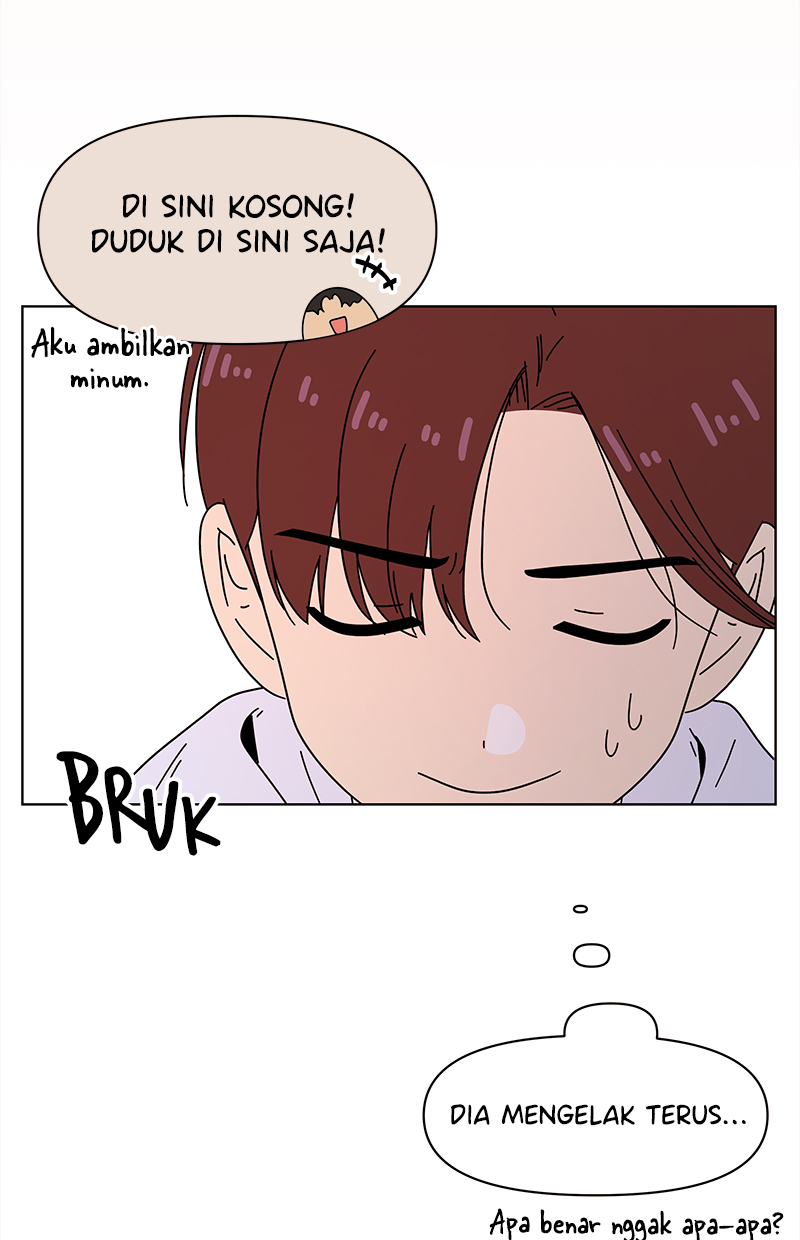 DI SINI KOSONG!
DUDUK DI SINI SAJA!
Aku ambilkan
minum.
BRUK
DIA MENGELAK TERUS...
Apa benar nggak apa-apa?